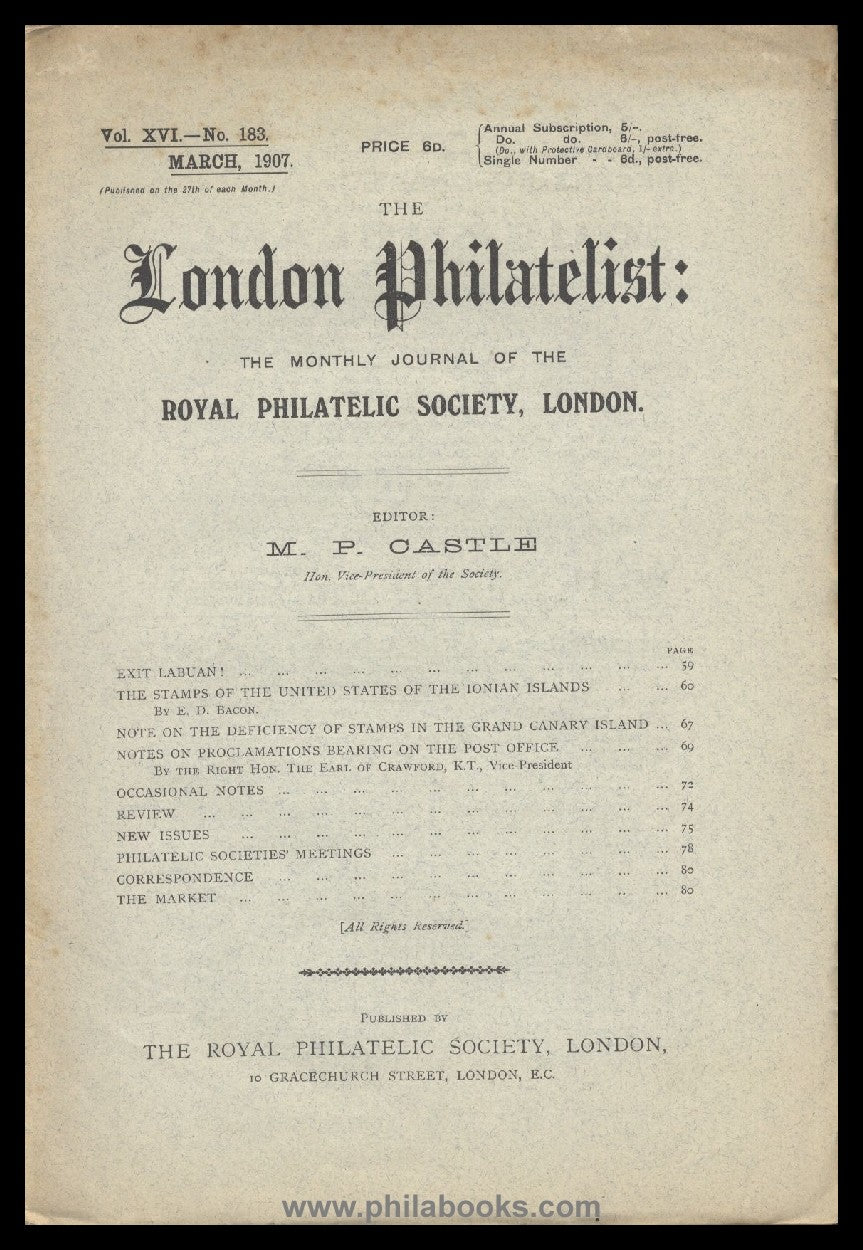 Vol. XVI.—No. 183.
MARCH, 1907.
(Published on the 27th of each Month.)
PRICE 6D.
Annual Subscription, 5/-.
Do. do. 6/-, post-free.
(Do., with Protective Cardboard, 1/- extra.)
Single Number - - 6d., post-free.
THE
London Philatelist:
THE MONTHLY JOURNAL OF THE
ROYAL PHILATELIC SOCIETY, LONDON.
EDITOR:
M. P. CASTLE
Hon. Vice-President of the Society.
PAGE
EXIT LABUAN! ... ... ... ... ... ... ... ... ... ... ... ... 59
THE STAMPS OF THE UNITED STATES OF THE IONIAN ISLANDS ... ... 60
BY E. D. BACON.
NOTE ON THE DEFICIENCY OF STAMPS IN THE GRAND CANARY ISLAND ... 67
NOTES ON PROCLAMATIONS BEARING ON THE POST OFFICE ... ... ... 69
BY THE RIGHT HON. THE EARL OF CRAWFORD, K.T., Vice-President
OCCASIONAL NOTES ... ... ... ... ... ... ... ... ... ... ... 72
REVIEW ... ... ... ... ... ... ... ... ... ... ... ... ... 74
NEW ISSUES ... ... ... ... ... ... ... ... ... ... ... ... 75
PHILATELIC SOCIETIES' MEETINGS ... ... ... ... ... ... ... ... 78
CORRESPONDENCE ... ... ... ... ... ... ... ... ... ... ... 80
THE MARKET ... ... ... ... ... ... ... ... ... ... ... ... 80
[All Rights Reserved.]
PUBLISHED BY
THE ROYAL PHILATELIC SOCIETY, LONDON,
10 GRACECHURCH STREET, LONDON, E.C.
www.philabooks.com